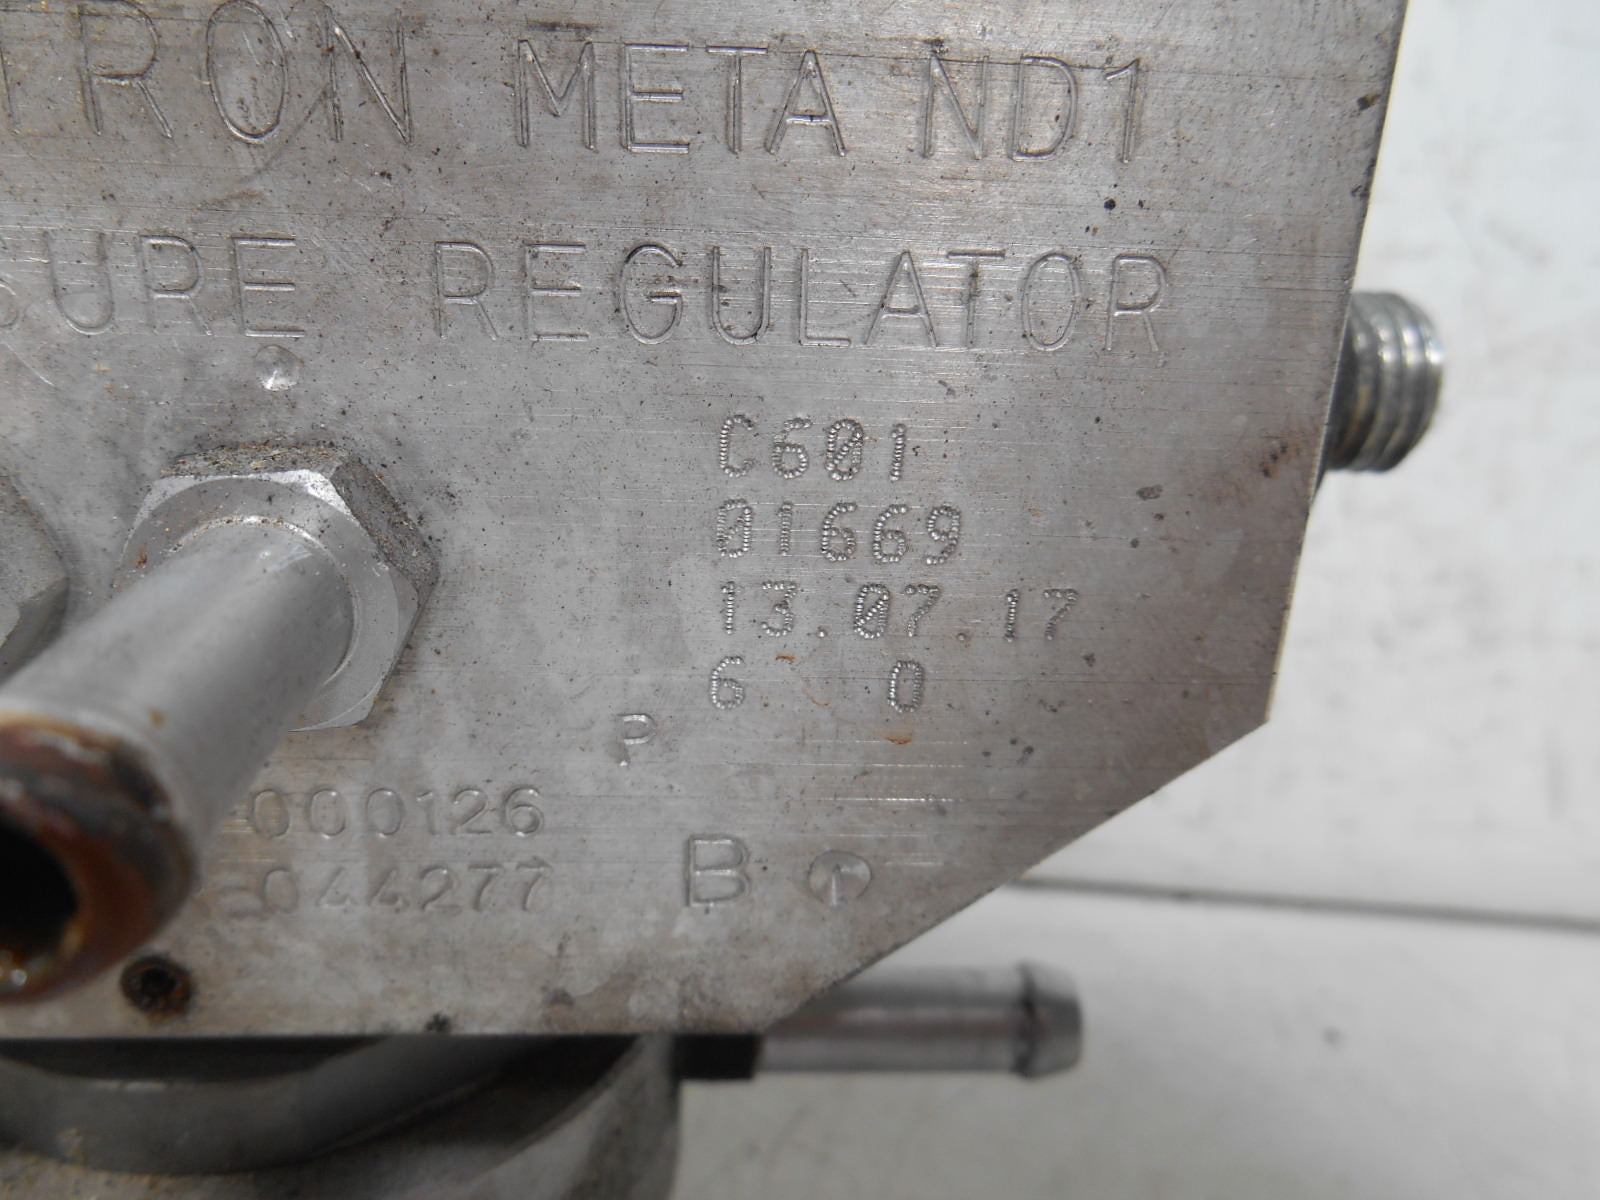 TRON META ND1
SURE REGULATOR
C601
01669
13.07.17
6 0
P
000126
044277
B